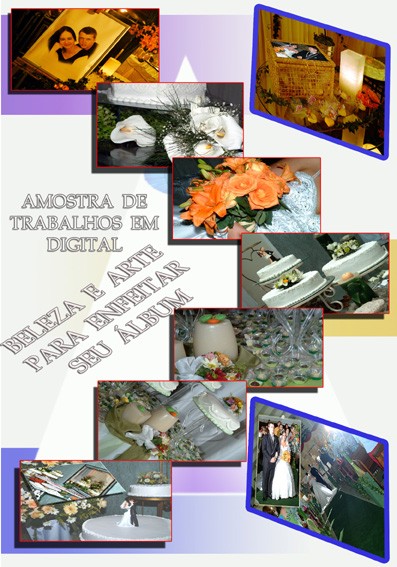 AMOSTRA DE
TRABALHOS EM
DIGITAL
BELEZA E ARTE
PARA ENFEITAR
SEU ÁLBUM